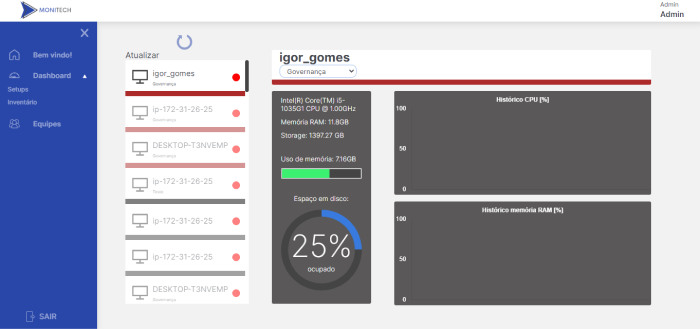 MONITECH
Admin
Admin
Bem vindo!
Dashboard
Setups
Inventário
Equipes
SAIR
Atualizar
igor_gomes
Governança
ip-172-31-26-25
Governança
DESKTOP-T3NVEMP
Governança
ip-172-31-26-25
ip-172-31-26-25
ip-172-31-26-25
DESKTOP-T3NVEMP
Governança
igor_gomes
Governança
Intel(R) Core(TM) i5-
1035G1 CPU @ 1.00GHz
Memória RAM: 11.8GB
Storage: 1397.27 GB
Uso de memória: 7.16GB
Espaço em disco:
25%
ocupado
Histórico CPU [%]
100
50
0
Histórico memória RAM [%]
100
50
0